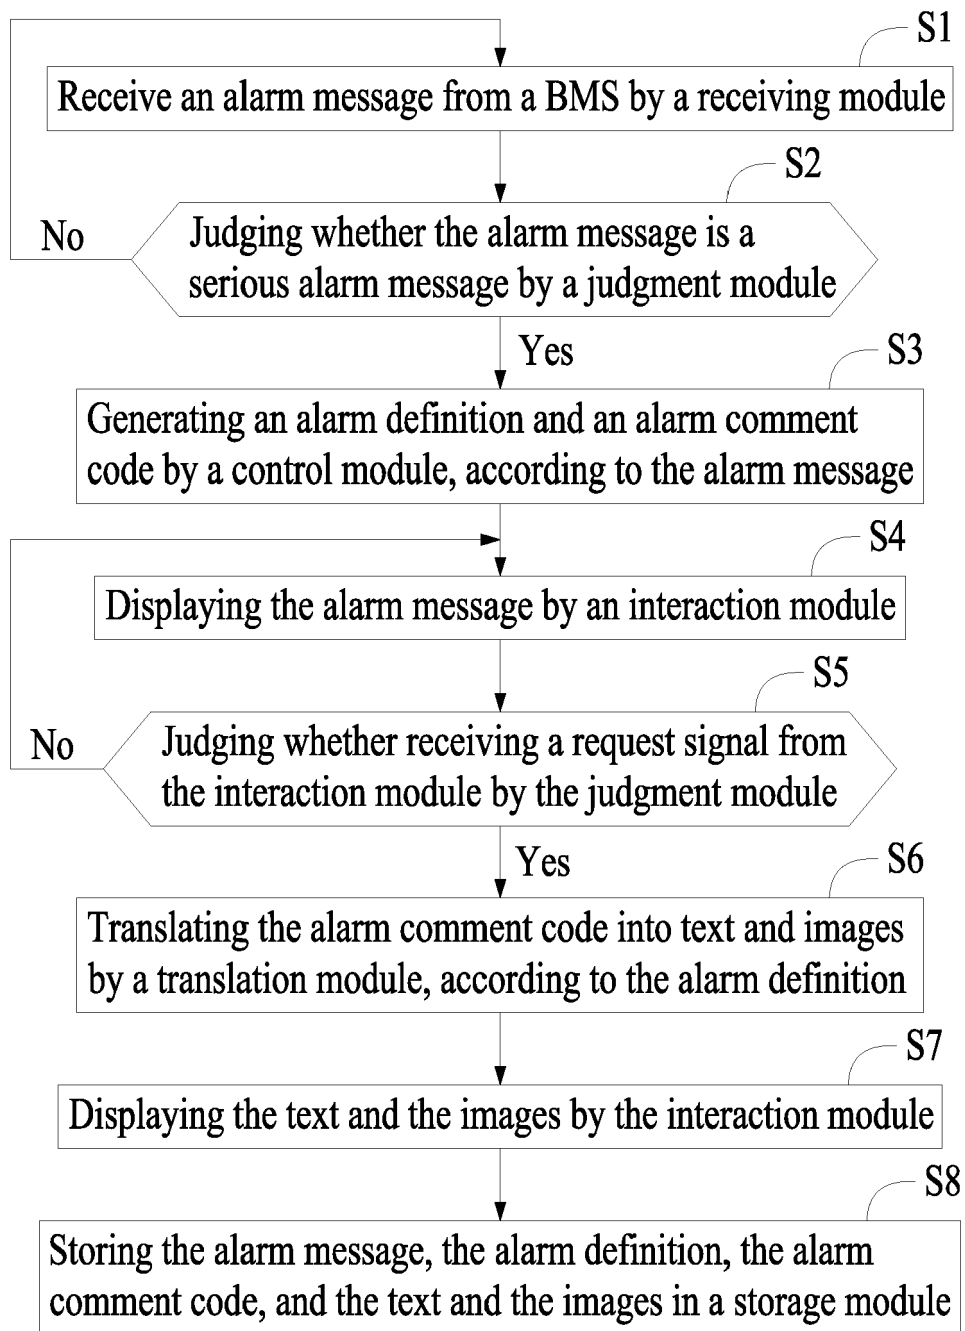 S1
Receive an alarm message from a BMS by a receiving module
S2
No
Judging whether the alarm message is a
serious alarm message by a judgment module
Yes
S3
Generating an alarm definition and an alarm comment
code by a control module, according to the alarm message
S4
Displaying the alarm message by an interaction module
S5
No
Judging whether receiving a request signal from
the interaction module by the judgment module
Yes
S6
Translating the alarm comment code into text and images
by a translation module, according to the alarm definition
S7
Displaying the text and the images by the interaction module
S8
Storing the alarm message, the alarm definition, the alarm
comment code, and the text and the images in a storage module